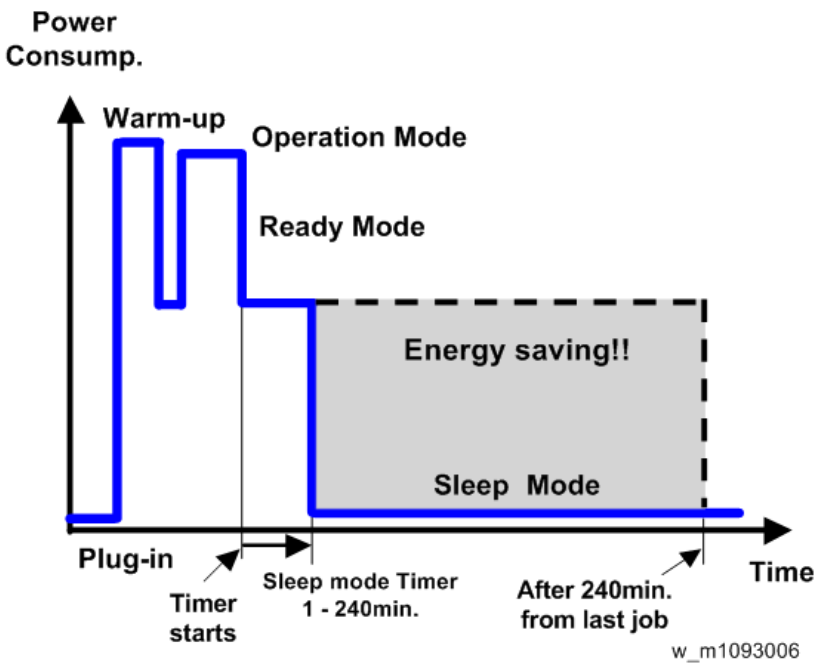 Power
Consump.
Warm-up
Operation Mode
Ready Mode
Energy saving!!
Sleep Mode
Plug-in
Time
Timer
starts
Sleep mode Timer
1 - 240min.
After 240min.
from last job
w_m1093006